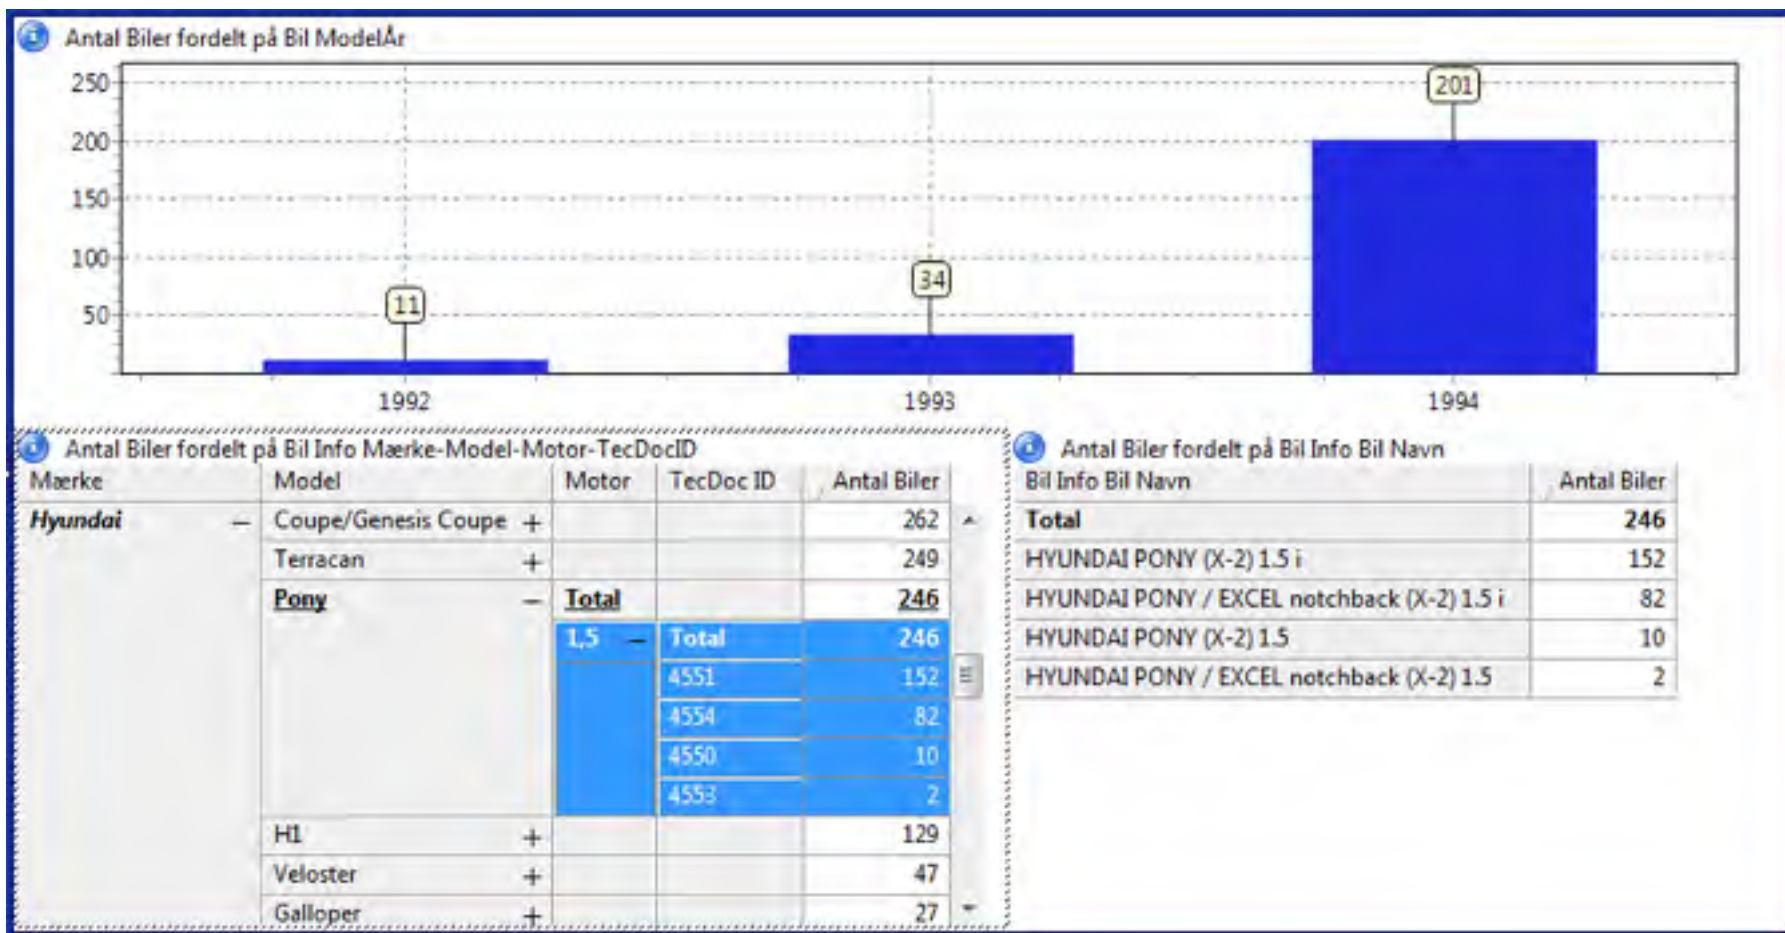 Antal Biler fordelt på Bil ModelÅr
250
201
200
150
100
34
11
50
1992 1993 1994
Antal Biler fordelt på Bil Info Mærke-Model-Motor-TecDocID
Mærke Model Motor TecDoc ID Antal Biler
Hyundai − Coupe/Genesis Coupe + 262
Terracan + 249
Pony − Total 246
1,5 − Total 246
4551 152
4554 82
4550 10
4553 2
H1 + 129
Veloster + 47
Galloper + 27
Antal Biler fordelt på Bil Info Bil Navn
Bil Info Bil Navn Antal Biler
Total 246
HYUNDAI PONY (X-2) 1.5 i 152
HYUNDAI PONY / EXCEL notchback (X-2) 1.5 i 82
HYUNDAI PONY (X-2) 1.5 10
HYUNDAI PONY / EXCEL notchback (X-2) 1.5 2